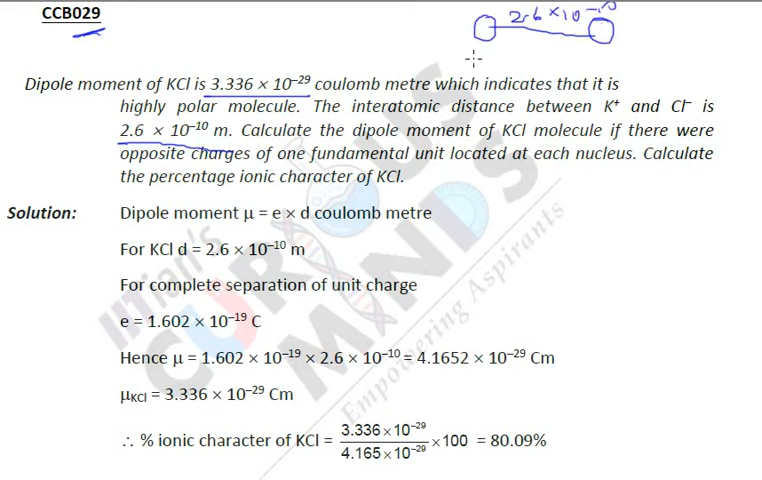 CCB029
2.6 × 10⁻¹⁰
Dipole moment of KCl is 3.336 × 10⁻²⁹ coulomb metre which indicates that it is
highly polar molecule. The interatomic distance between K⁺ and Cl⁻ is
2.6 × 10⁻¹⁰ m. Calculate the dipole moment of KCl molecule if there were
opposite charges of one fundamental unit located at each nucleus. Calculate
the percentage ionic character of KCl.
Solution: Dipole moment μ = e × d coulomb metre
For KCl d = 2.6 × 10⁻¹⁰ m
For complete separation of unit charge
e = 1.602 × 10⁻¹⁹ C
Hence μ = 1.602 × 10⁻¹⁹ × 2.6 × 10⁻¹⁰ = 4.1652 × 10⁻²⁹ Cm
μKCl = 3.336 × 10⁻²⁹ Cm
3.336 × 10⁻²⁹
∴ % ionic character of KCl = × 100 = 80.09%
4.165 × 10⁻²⁹
IITian's
CURIOUS
MINDS
Empowering Aspirants